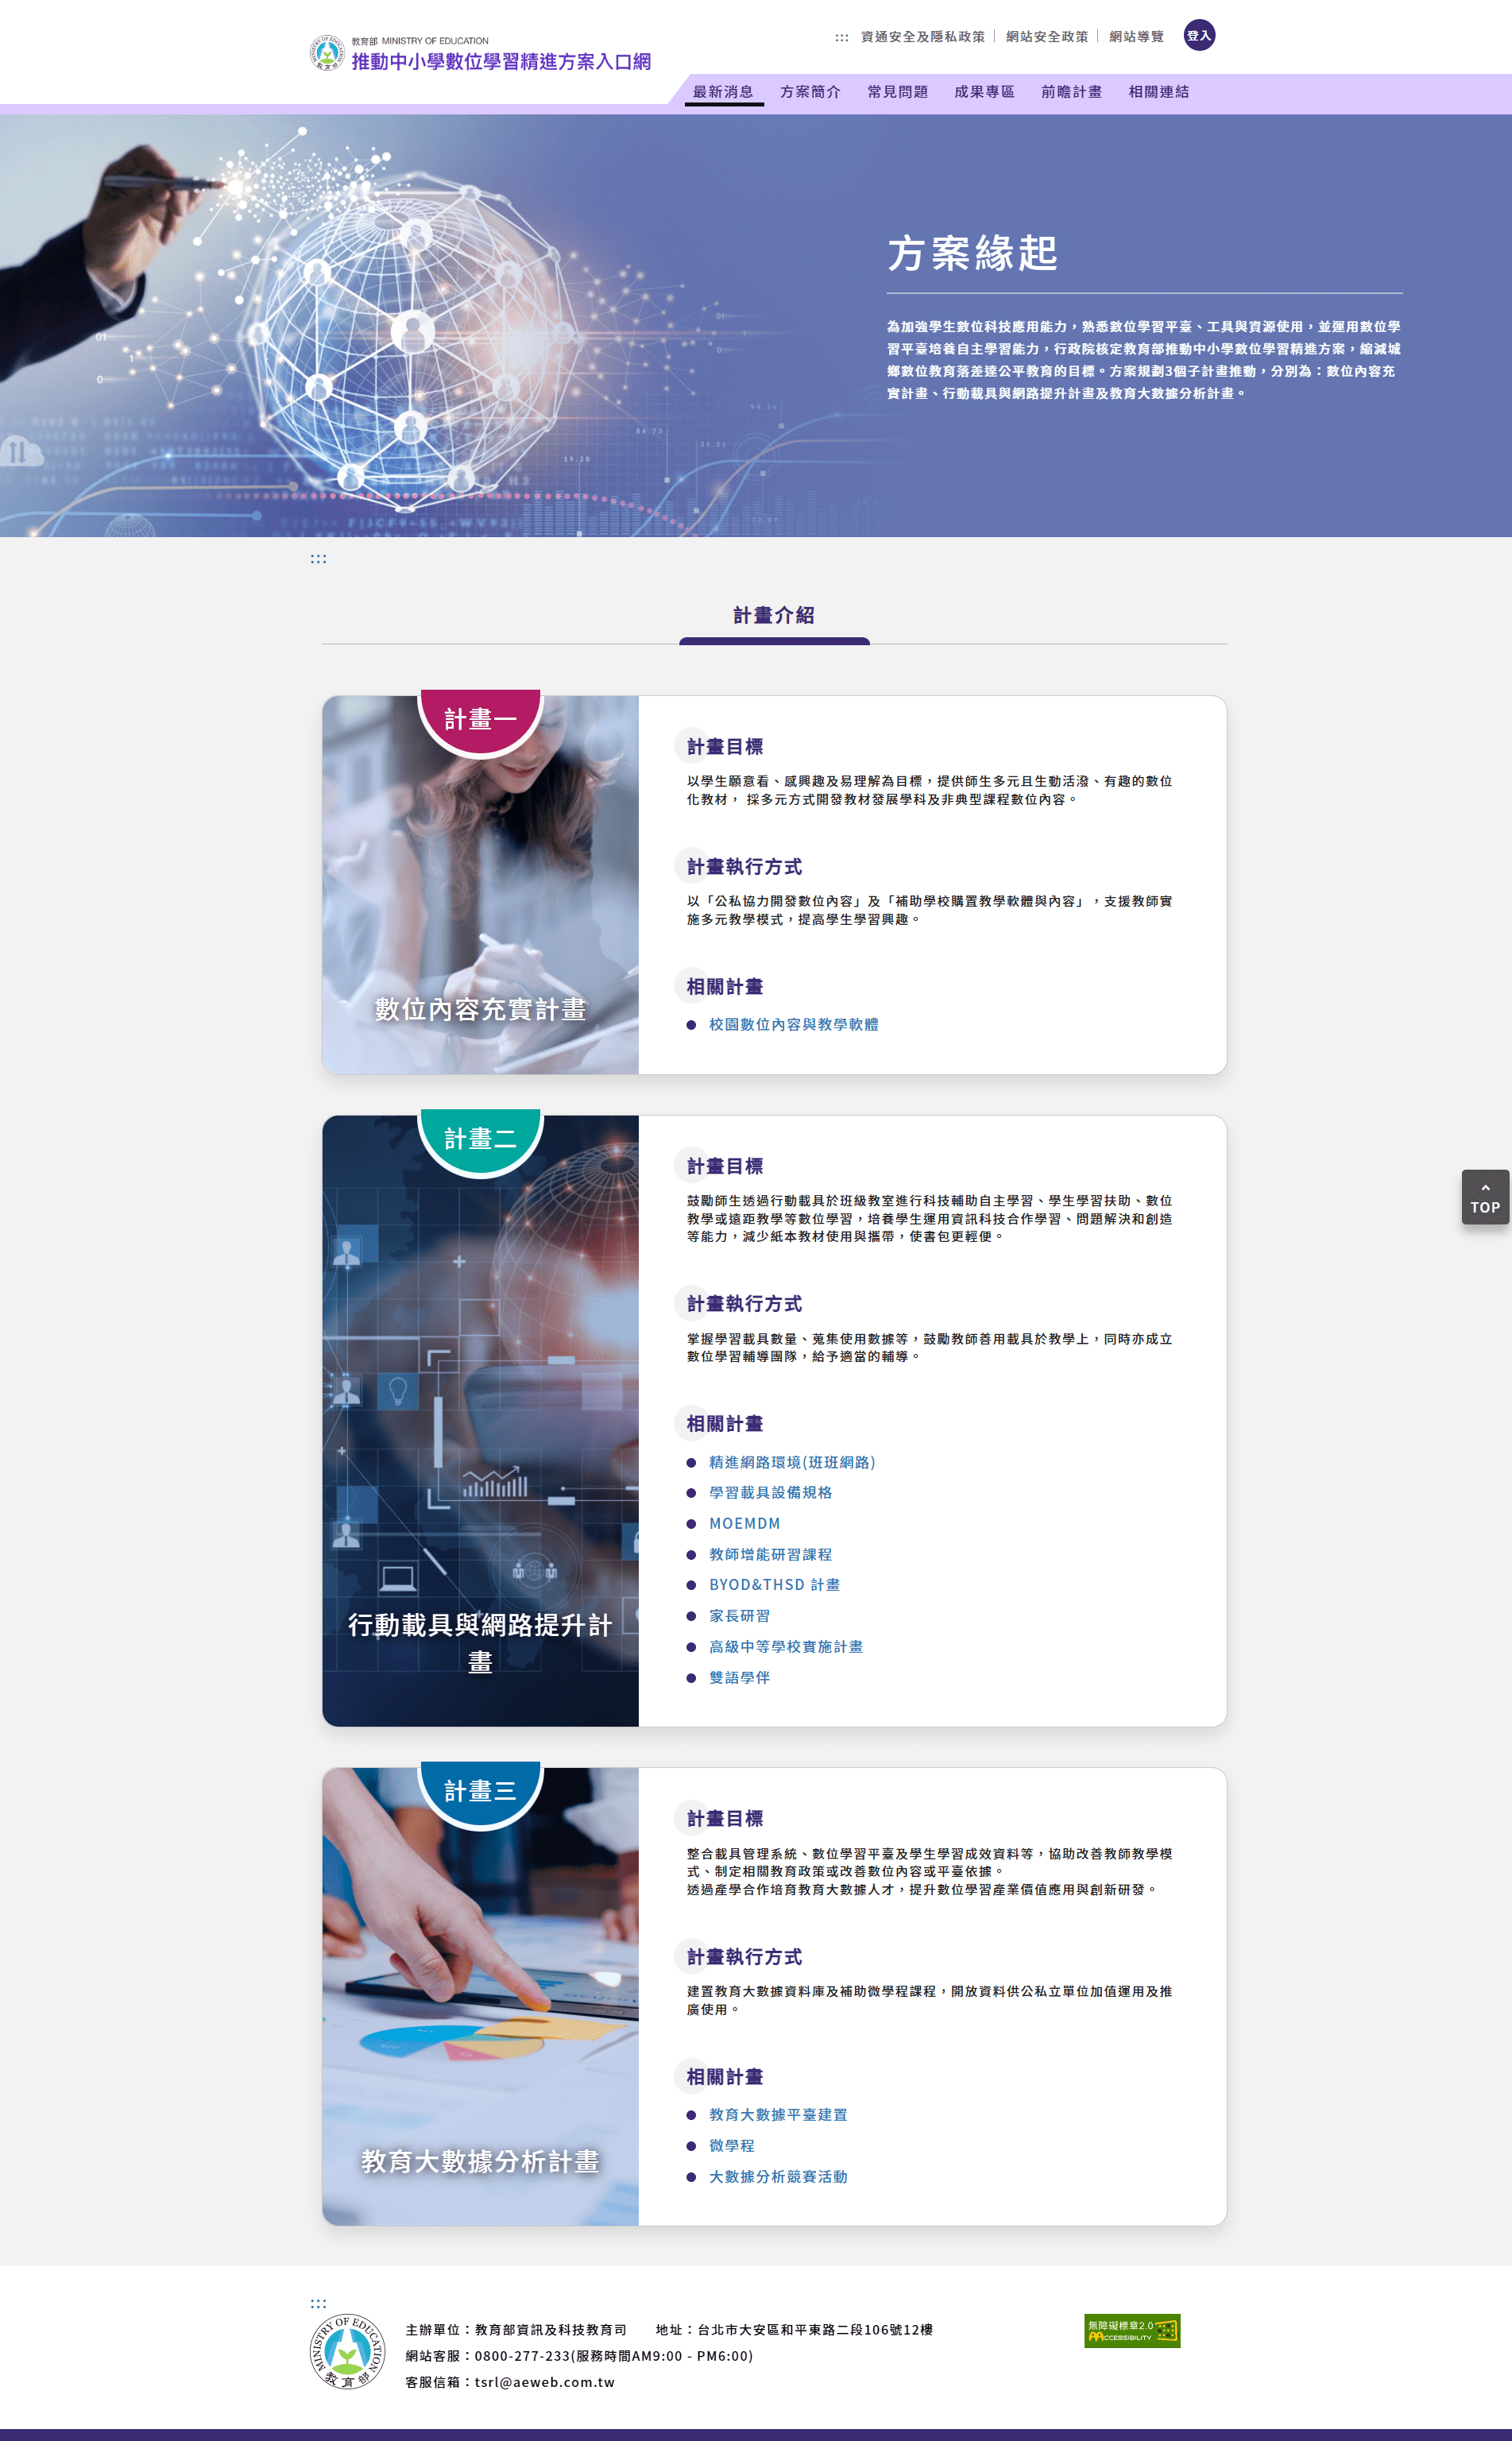 教育部 MINISTRY OF EDUCATION
推動中小學數位學習精進方案入口網
::: 資通安全及隱私政策 網站安全政策 網站導覽 登入
最新消息 方案簡介 常見問題 成果專區 前瞻計畫 相關連結
方案緣起
為加強學生數位科技應用能力，熟悉數位學習平臺、工具與資源使用，並運用數位學
習平臺培養自主學習能力，行政院核定教育部推動中小學數位學習精進方案，縮減城
鄉數位教育落差達公平教育的目標。方案規劃3個子計畫推動，分別為：數位內容充
實計畫、行動載具與網路提升計畫及教育大數據分析計畫。
:::
計畫介紹
計畫一
數位內容充實計畫
計畫目標
以學生願意看、感興趣及易理解為目標，提供師生多元且生動活潑、有趣的數位
化教材， 採多元方式開發教材發展學科及非典型課程數位內容。
計畫執行方式
以「公私協力開發數位內容」及「補助學校購置教學軟體與內容」，支援教師實
施多元教學模式，提高學生學習興趣。
相關計畫
校園數位內容與教學軟體
計畫二
行動載具與網路提升計
畫
計畫目標
鼓勵師生透過行動載具於班級教室進行科技輔助自主學習、學生學習扶助、數位
教學或遠距教學等數位學習，培養學生運用資訊科技合作學習、問題解決和創造
等能力，減少紙本教材使用與攜帶，使書包更輕便。
計畫執行方式
掌握學習載具數量、蒐集使用數據等，鼓勵教師善用載具於教學上，同時亦成立
數位學習輔導團隊，給予適當的輔導。
相關計畫
精進網路環境(班班網路)
學習載具設備規格
MOEMDM
教師增能研習課程
BYOD&THSD 計畫
家長研習
高級中等學校實施計畫
雙語學伴
TOP
計畫三
教育大數據分析計畫
計畫目標
整合載具管理系統、數位學習平臺及學生學習成效資料等，協助改善教師教學模
式、制定相關教育政策或改善數位內容或平臺依據。
透過產學合作培育教育大數據人才，提升數位學習產業價值應用與創新研發。
計畫執行方式
建置教育大數據資料庫及補助微學程課程，開放資料供公私立單位加值運用及推
廣使用。
相關計畫
教育大數據平臺建置
微學程
大數據分析競賽活動
:::
MINISTRY OF EDUCATION
教育部
主辦單位：教育部資訊及科技教育司 地址：台北市大安區和平東路二段106號12樓
網站客服：0800-277-233(服務時間AM9:00 - PM6:00)
客服信箱：tsrl@aeweb.com.tw
無障礙標章2.0
AACCESSIBILITY